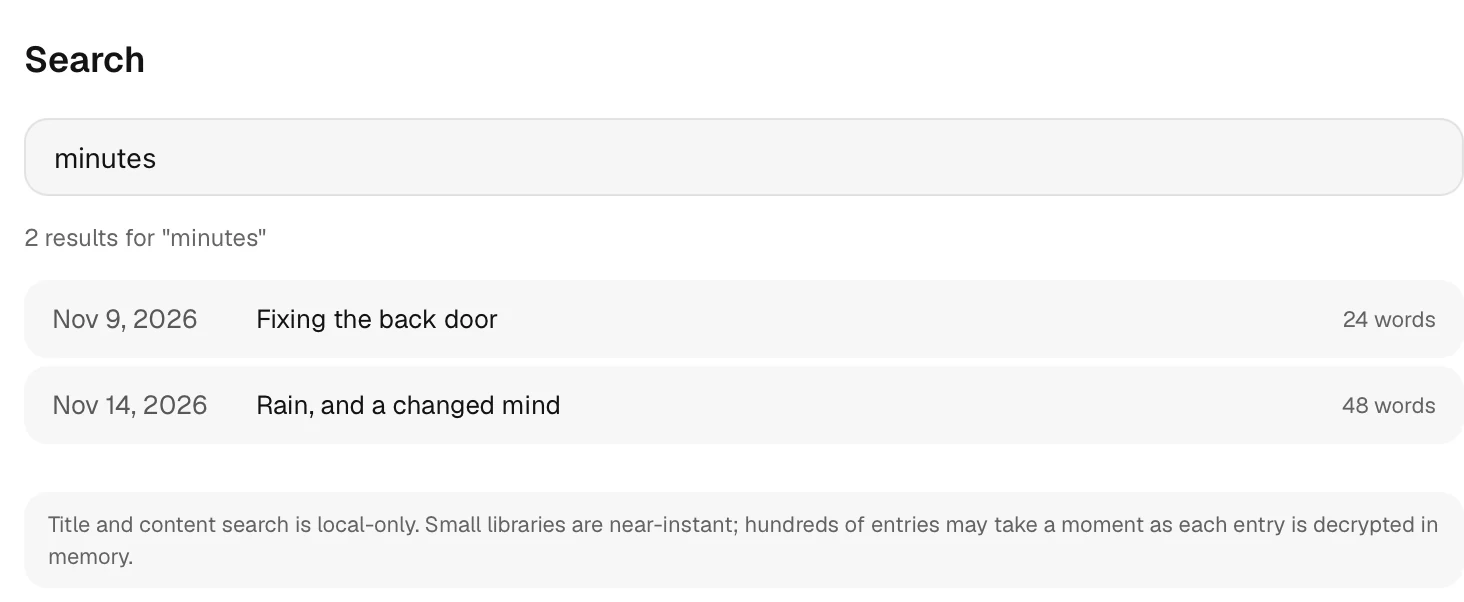 Search
minutes
2 results for "minutes"
Nov 9, 2026 Fixing the back door 24 words
Nov 14, 2026 Rain, and a changed mind 48 words
Title and content search is local-only. Small libraries are near-instant; hundreds of entries may take a moment as each entry is decrypted in
memory.